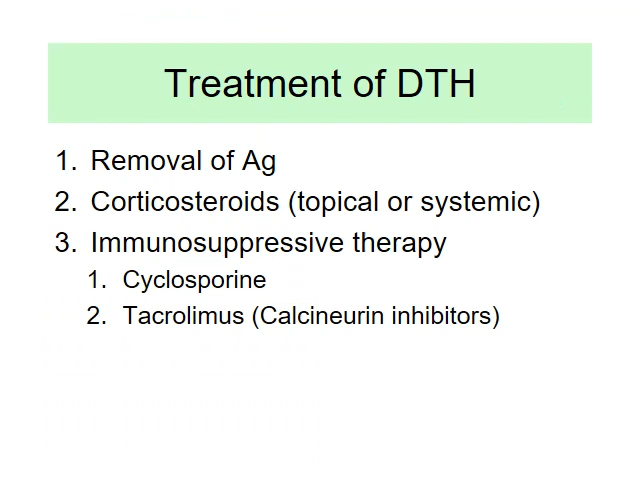 Treatment of DTH
1. Removal of Ag
2. Corticosteroids (topical or systemic)
3. Immunosuppressive therapy
1. Cyclosporine
2. Tacrolimus (Calcineurin inhibitors)